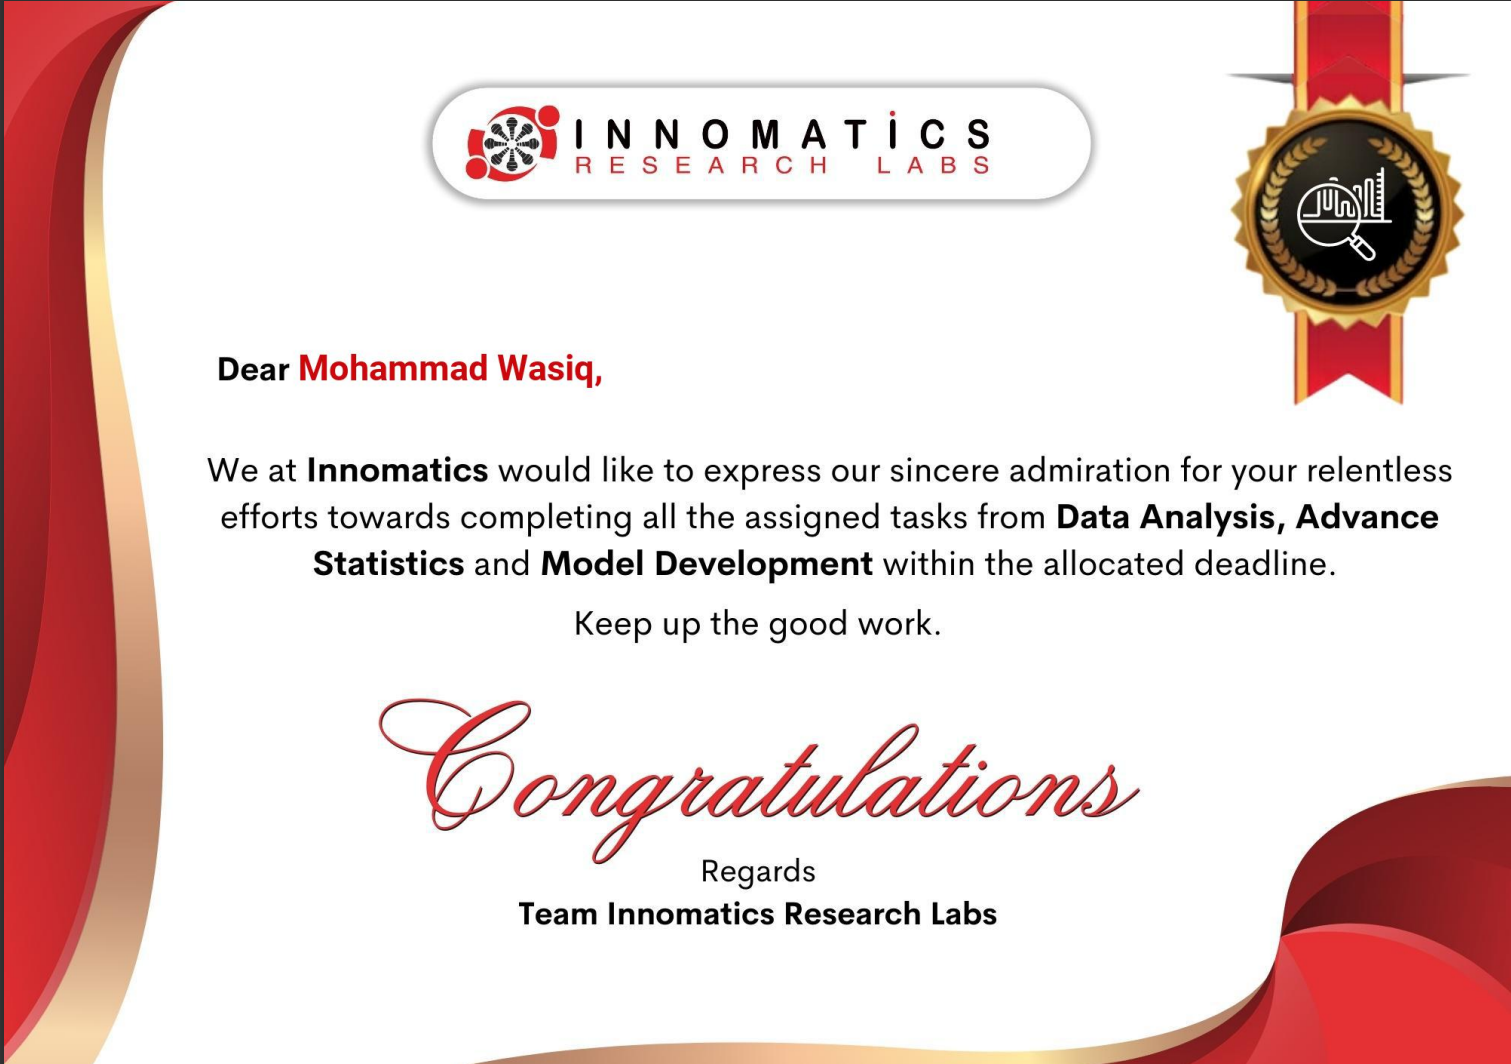 INNOMATICS
RESEARCH LABS
Dear Mohammad Wasiq,
We at Innomatics would like to express our sincere admiration for your relentless
efforts towards completing all the assigned tasks from Data Analysis, Advance
Statistics and Model Development within the allocated deadline.
Keep up the good work.
Congratulations
Regards
Team Innomatics Research Labs